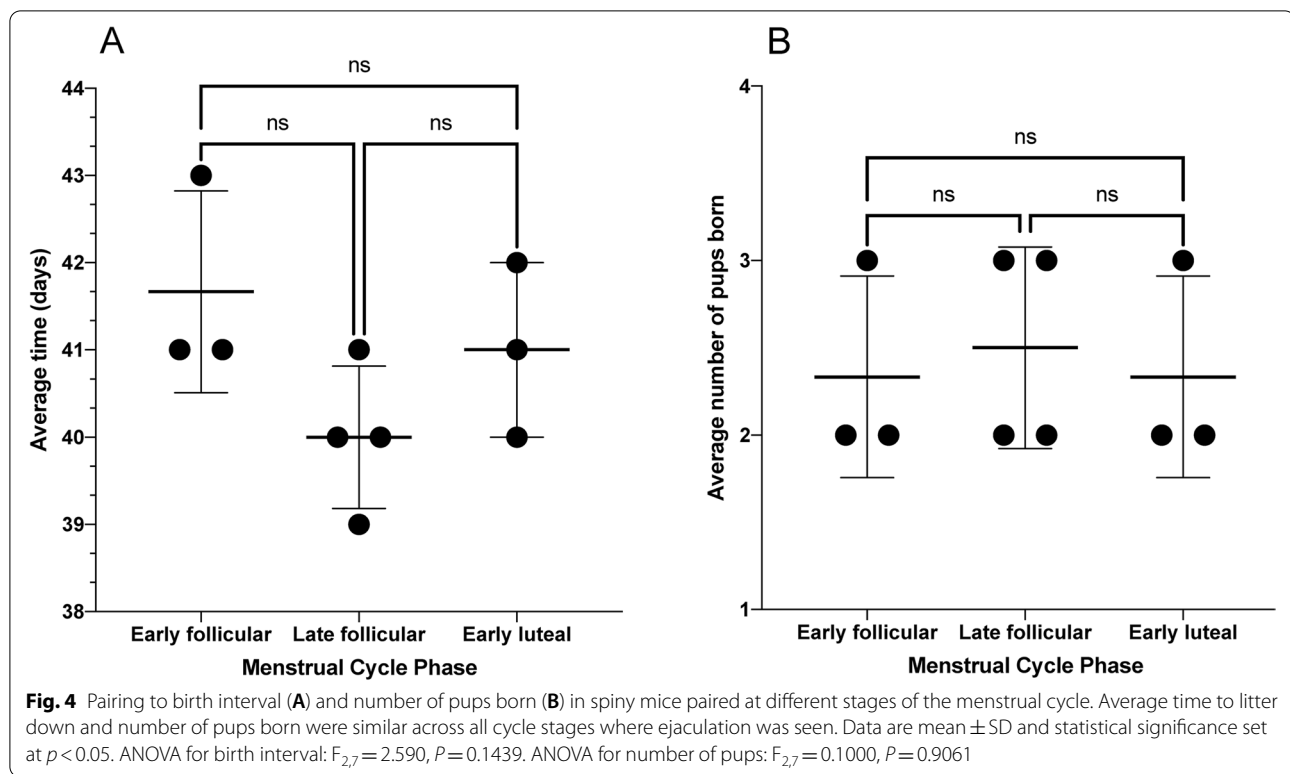 A
ns
ns
ns
44
43
42
41
40
39
38
Average time (days)
Early follicular
Late follicular
Early luteal
Menstrual Cycle Phase
B
ns
ns
ns
4
3
2
1
Average number of pups born
Early follicular
Late follicular
Early luteal
Menstrual Cycle Phase
Fig. 4 Pairing to birth interval (A) and number of pups born (B) in spiny mice paired at different stages of the menstrual cycle. Average time to litter
down and number of pups born were similar across all cycle stages where ejaculation was seen. Data are mean ± SD and statistical significance set
at p < 0.05. ANOVA for birth interval: F2,7 = 2.590, P = 0.1439. ANOVA for number of pups: F2,7 = 0.1000, P = 0.9061